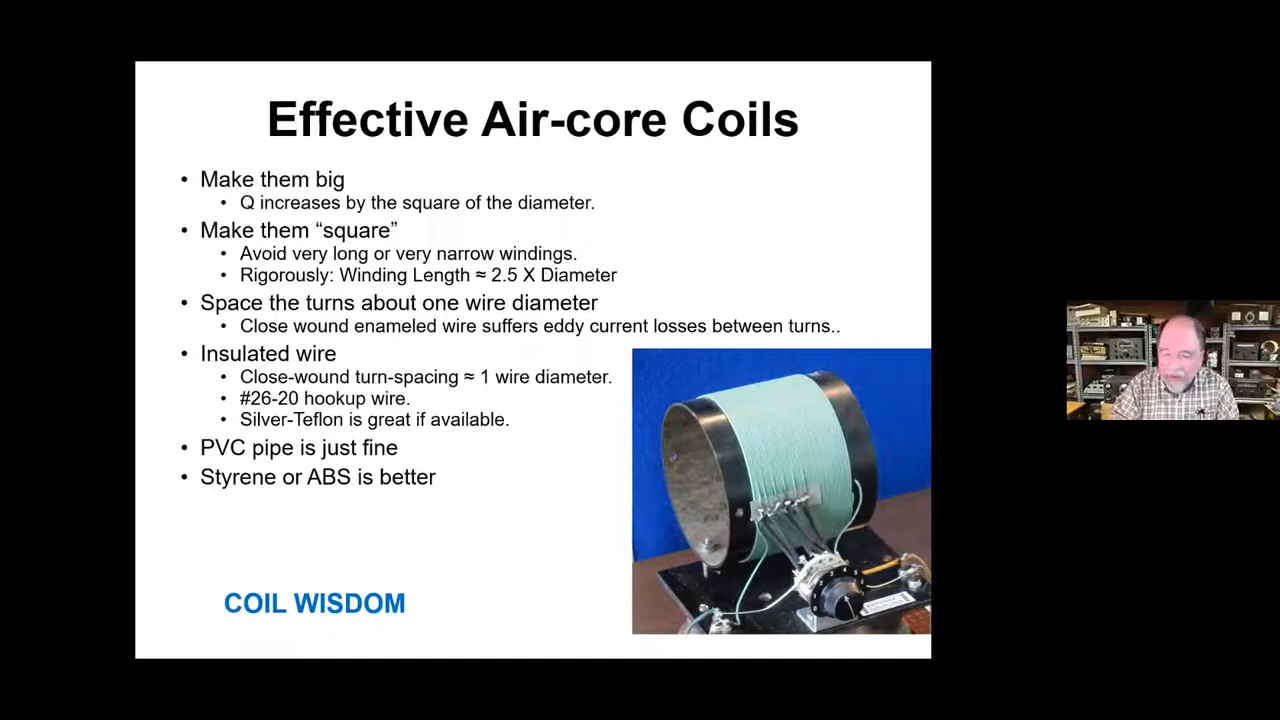 Effective Air-core Coils
• Make them big
• Q increases by the square of the diameter.
• Make them “square”
• Avoid very long or very narrow windings.
• Rigorously: Winding Length ≈ 2.5 X Diameter
• Space the turns about one wire diameter
• Close wound enameled wire suffers eddy current losses between turns..
• Insulated wire
• Close-wound turn-spacing ≈ 1 wire diameter.
• #26-20 hookup wire.
• Silver-Teflon is great if available.
• PVC pipe is just fine
• Styrene or ABS is better
COIL WISDOM